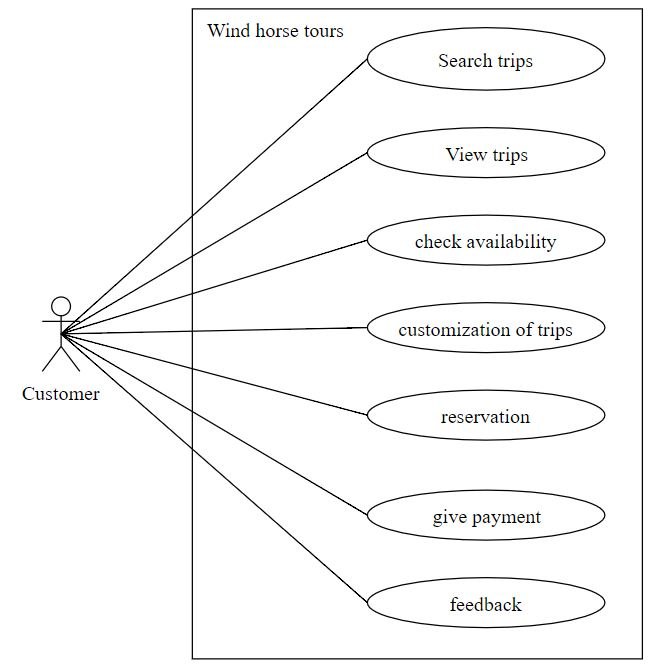 Wind horse tours
Search trips
View trips
check availability
customization of trips
reservation
Customer
give payment
feedback